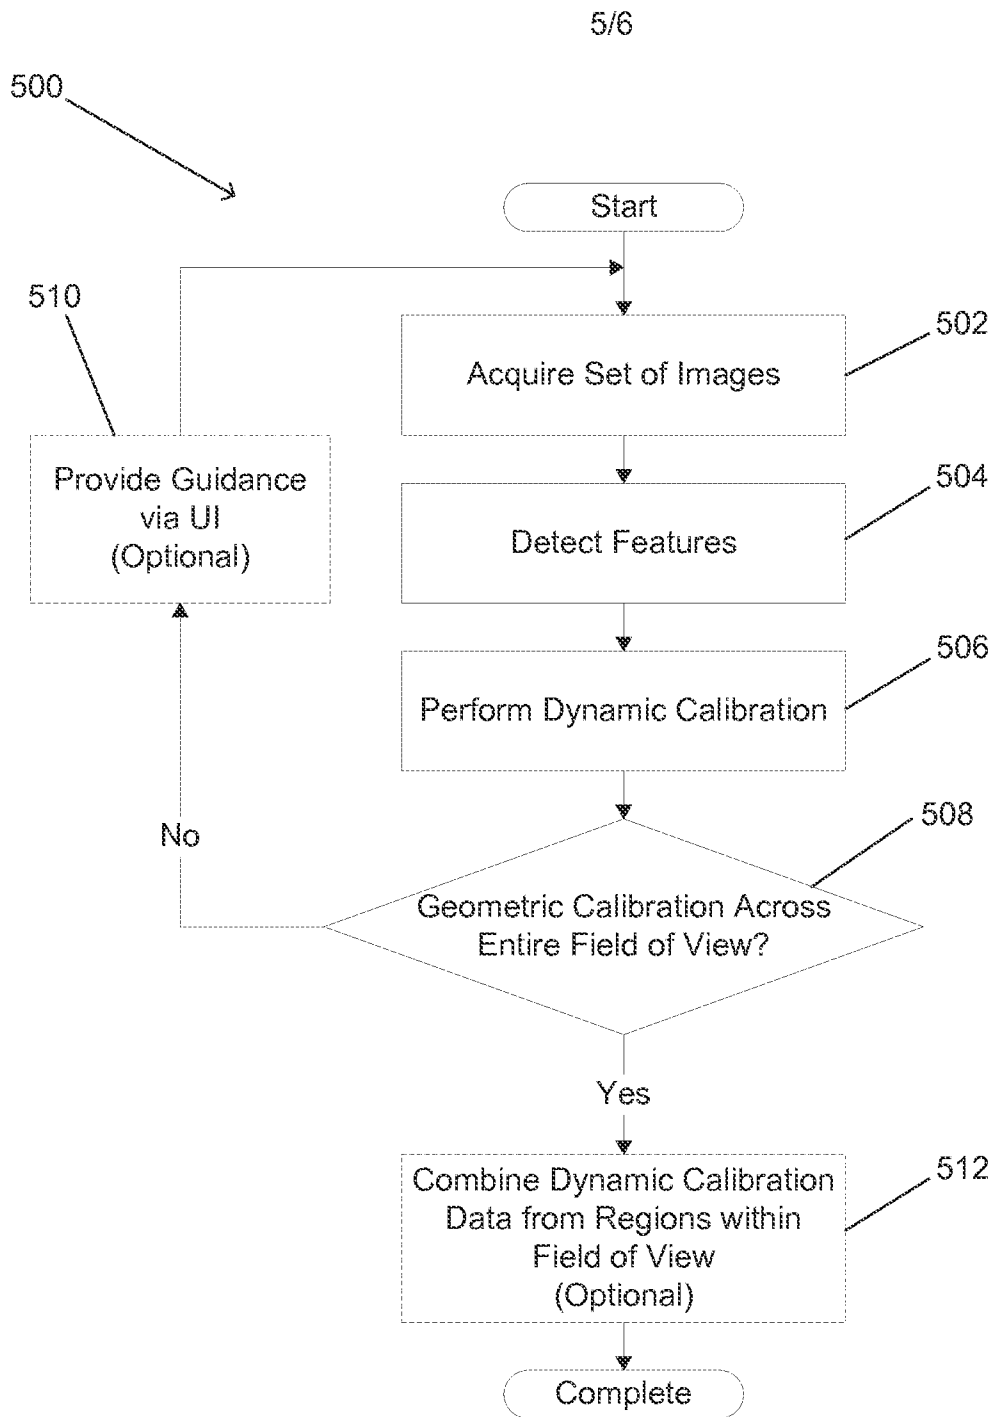 5/6
500
Start
510
502
Acquire Set of Images
Provide Guidance
via UI
(Optional)
504
Detect Features
506
Perform Dynamic Calibration
No
508
Geometric Calibration Across
Entire Field of View?
Yes
512
Combine Dynamic Calibration
Data from Regions within
Field of View
(Optional)
Complete